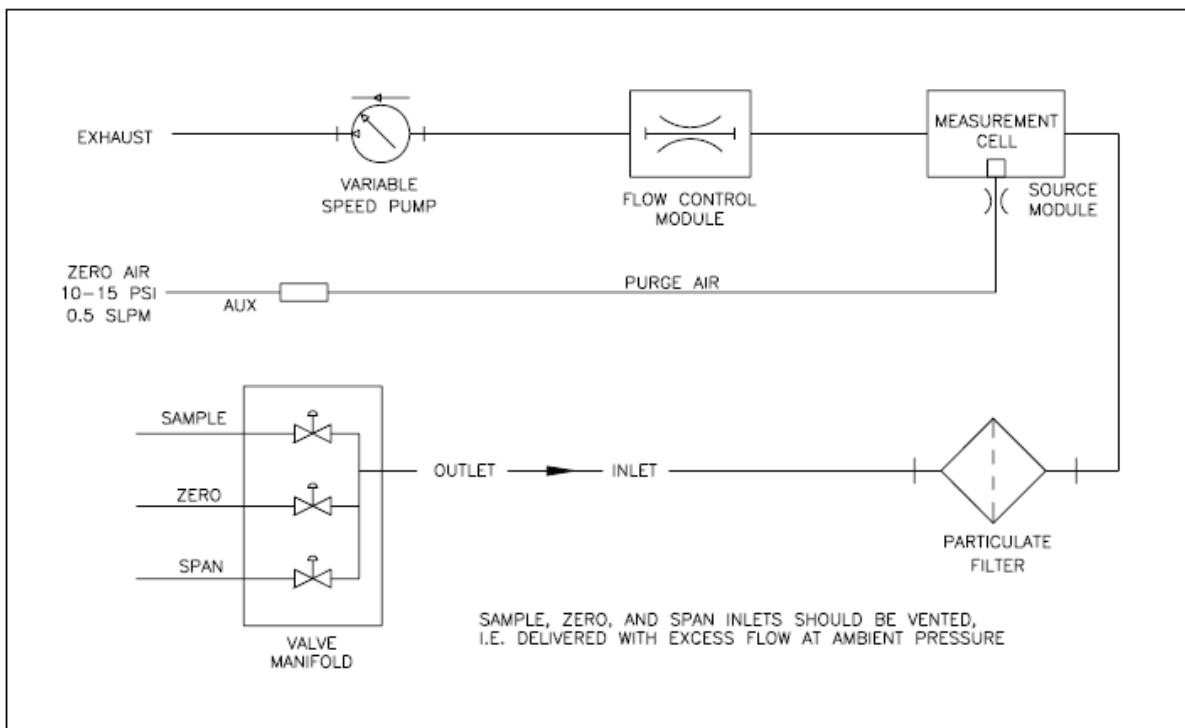 EXHAUST
VARIABLE
SPEED PUMP
FLOW CONTROL
MODULE
MEASUREMENT
CELL
SOURCE
MODULE
ZERO AIR
10-15 PSI
0.5 SLPM
AUX
PURGE AIR
SAMPLE
ZERO
SPAN
OUTLET
INLET
VALVE
MANIFOLD
PARTICULATE
FILTER
SAMPLE, ZERO, AND SPAN INLETS SHOULD BE VENTED,
I.E. DELIVERED WITH EXCESS FLOW AT AMBIENT PRESSURE